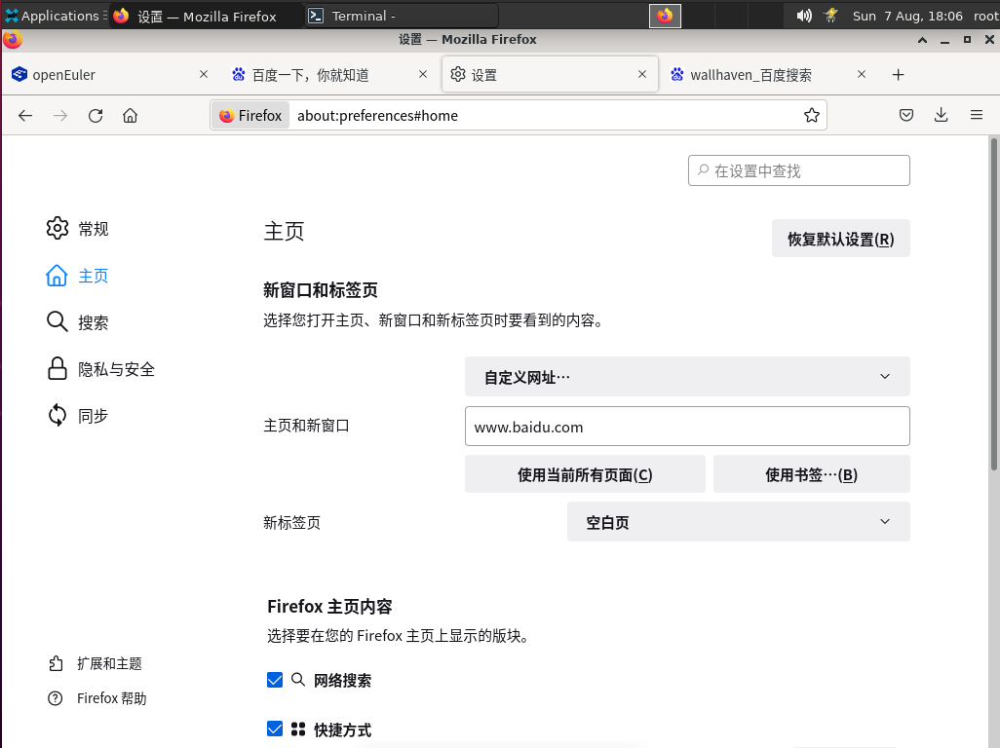 Applications
设置 — Mozilla Firefox
Terminal -
Sun 7 Aug, 18:06 root
设置 — Mozilla Firefox
openEuler
百度一下，你就知道
设置
wallhaven_百度搜索
Firefox
about:preferences#home
在设置中查找
常规
主页
搜索
隐私与安全
同步
扩展和主题
Firefox 帮助
主页
恢复默认设置(R)
新窗口和标签页
选择您打开主页、新窗口和新标签页时要看到的内容。
自定义网址…
主页和新窗口
www.baidu.com
使用当前所有页面(C)
使用书签…(B)
新标签页
空白页
Firefox 主页内容
选择要在您的 Firefox 主页上显示的版块。
网络搜索
快捷方式